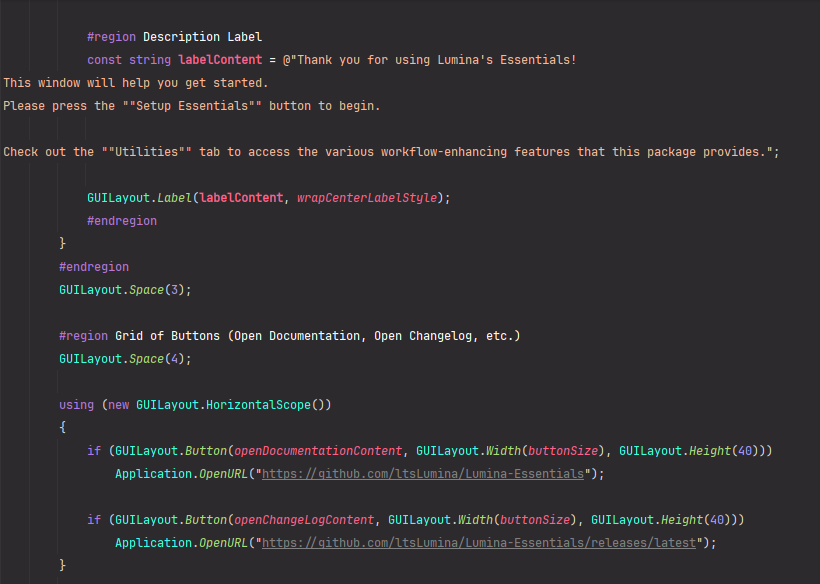 #region Description Label
const string labelContent = @"Thank you for using Lumina's Essentials!
This window will help you get started.
Please press the ""Setup Essentials"" button to begin.
Check out the ""Utilities"" tab to access the various workflow-enhancing features that this package provides.";
GUILayout.Label(labelContent, wrapCenterLabelStyle);
#endregion
}
#endregion
GUILayout.Space(3);
#region Grid of Buttons (Open Documentation, Open Changelog, etc.)
GUILayout.Space(4);
using (new GUILayout.HorizontalScope())
{
if (GUILayout.Button(openDocumentationContent, GUILayout.Width(buttonSize), GUILayout.Height(40)))
Application.OpenURL("https://github.com/ltsLumina/Lumina-Essentials");
if (GUILayout.Button(openChangeLogContent, GUILayout.Width(buttonSize), GUILayout.Height(40)))
Application.OpenURL("https://github.com/ltsLumina/Lumina-Essentials/releases/latest");
}